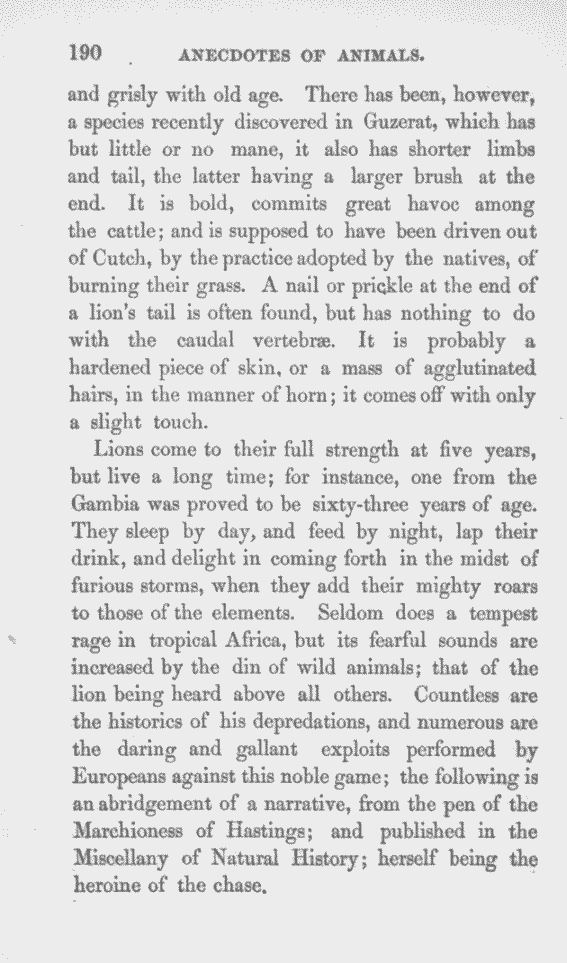 190 ANECDOTES OF ANIMALS.
and grisly with old age. There has been, however,
a species recently discovered in Guzerat, which has
but little or no mane, it also has shorter limbs
and tail, the latter having a larger brush at the
end. It is bold, commits great havoc among
the cattle; and is supposed to have been driven out
of Cutch, by the practice adopted by the natives, of
burning their grass. A nail or prickle at the end of
a lion's tail is often found, but has nothing to do
with the caudal vertebræ. It is probably a
hardened piece of skin, or a mass of agglutinated
hairs, in the manner of horn; it comes off with only
a slight touch.
Lions come to their full strength at five years,
but live a long time; for instance, one from the
Gambia was proved to be sixty-three years of age.
They sleep by day, and feed by night, lap their
drink, and delight in coming forth in the midst of
furious storms, when they add their mighty roars
to those of the elements. Seldom does a tempest
rage in tropical Africa, but its fearful sounds are
increased by the din of wild animals; that of the
lion being heard above all others. Countless are
the histories of his depredations, and numerous are
the daring and gallant exploits performed by
Europeans against this noble game; the following is
an abridgement of a narrative, from the pen of the
Marchioness of Hastings; and published in the
Miscellany of Natural History; herself being the
heroine of the chase.